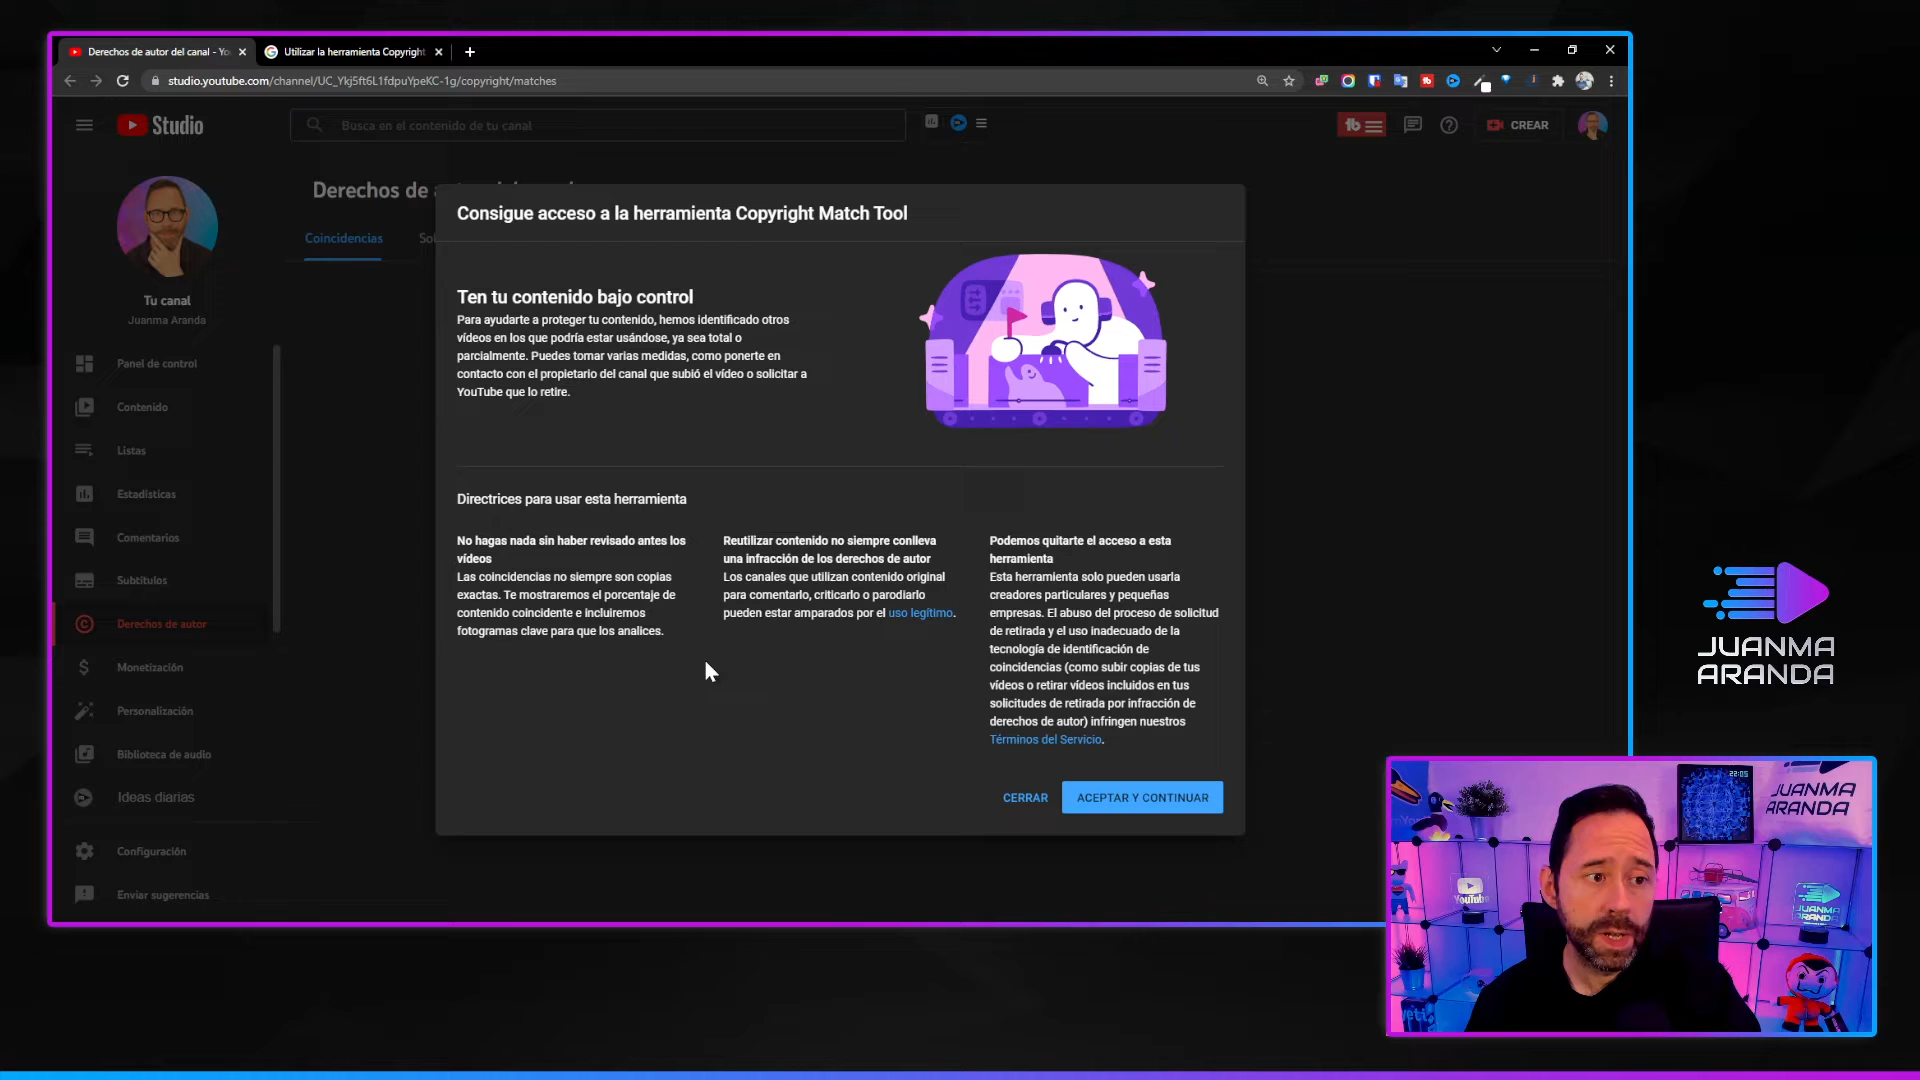 Derechos de autor del canal - Yo
Utilizar la herramienta Copyright
studio.youtube.com/channel/UC_Ykj5ft6L1fdpuYpeKC-1g/copyright/matches
Studio
Busca en el contenido de tu canal
CREAR
Derechos de
Coincidencias
Tu canal
Juanma Aranda
Panel de control
Contenido
Listas
Estadísticas
Comentarios
Subtítulos
Derechos de autor
Monetización
Personalización
Biblioteca de audio
Ideas diarias
Configuración
Enviar sugerencias
Consigue acceso a la herramienta Copyright Match Tool
Ten tu contenido bajo control
Para ayudarte a proteger tu contenido, hemos identificado otros
vídeos en los que podría estar usándose, ya sea total o
parcialmente. Puedes tomar varias medidas, como ponerte en
contacto con el propietario del canal que subió el vídeo o solicitar a
YouTube que lo retire.
Directrices para usar esta herramienta
No hagas nada sin haber revisado antes los
vídeos
Las coincidencias no siempre son copias
exactas. Te mostraremos el porcentaje de
contenido coincidente e incluiremos
fotogramas clave para que los analices.
Reutilizar contenido no siempre conlleva
una infracción de los derechos de autor
Los canales que utilizan contenido original
para comentarlo, criticarlo o parodiarlo
pueden estar amparados por el uso legítimo.
Podemos quitarte el acceso a esta
herramienta
Esta herramienta solo pueden usarla
creadores particulares y pequeñas
empresas. El abuso del proceso de solicitud
de retirada y el uso inadecuado de la
tecnología de identificación de
coincidencias (como subir copias de tus
vídeos o retirar vídeos incluidos en tus
solicitudes de retirada por infracción de
derechos de autor) infringen nuestros
Términos del Servicio.
CERRAR
ACEPTAR Y CONTINUAR
JUANMA
ARANDA
22:05
JUANMA
ARANDA
YouTube
JUANMA
ARANDA